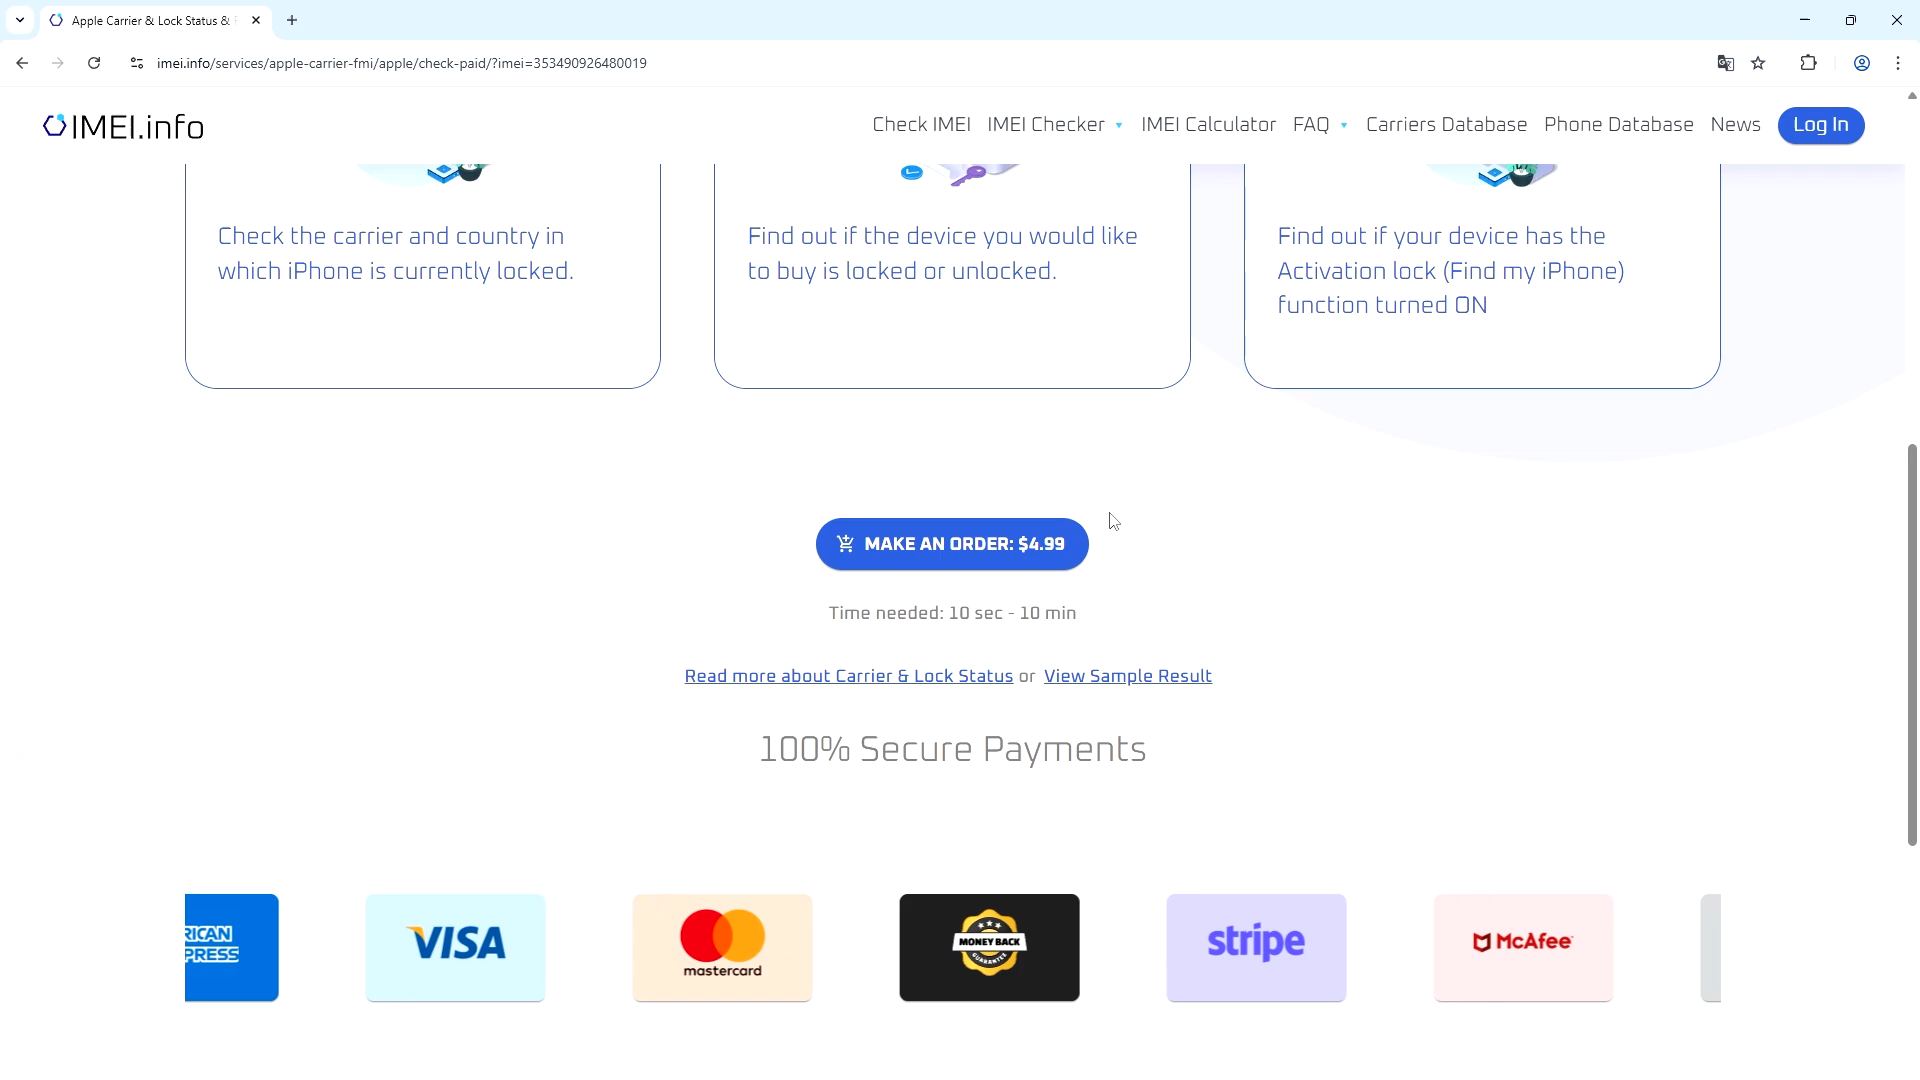 Apple Carrier & Lock Status &
imei.info/services/apple-carrier-fmi/apple/check-paid/?imei=353490926480019
IMEI.info
Check IMEI IMEI Checker IMEI Calculator FAQ Carriers Database Phone Database News Log In
Check the carrier and country in
which iPhone is currently locked.
Find out if the device you would like
to buy is locked or unlocked.
Find out if your device has the
Activation lock (Find my iPhone)
function turned ON
MAKE AN ORDER: $4.99
Time needed: 10 sec - 10 min
Read more about Carrier & Lock Status or View Sample Result
100% Secure Payments
RICAN
PRESS
VISA
mastercard
MONEY BACK
GUARANTEE
stripe
McAfee